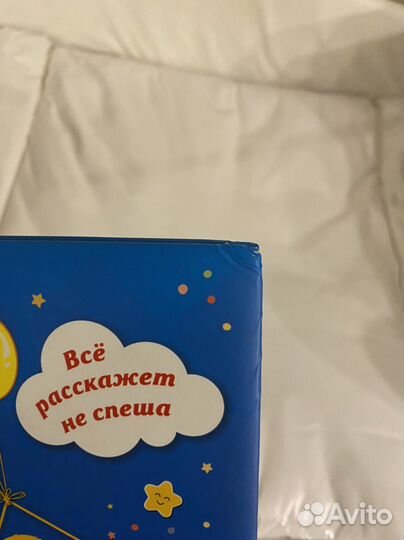 Всё
расскажет
не спеша
Avito